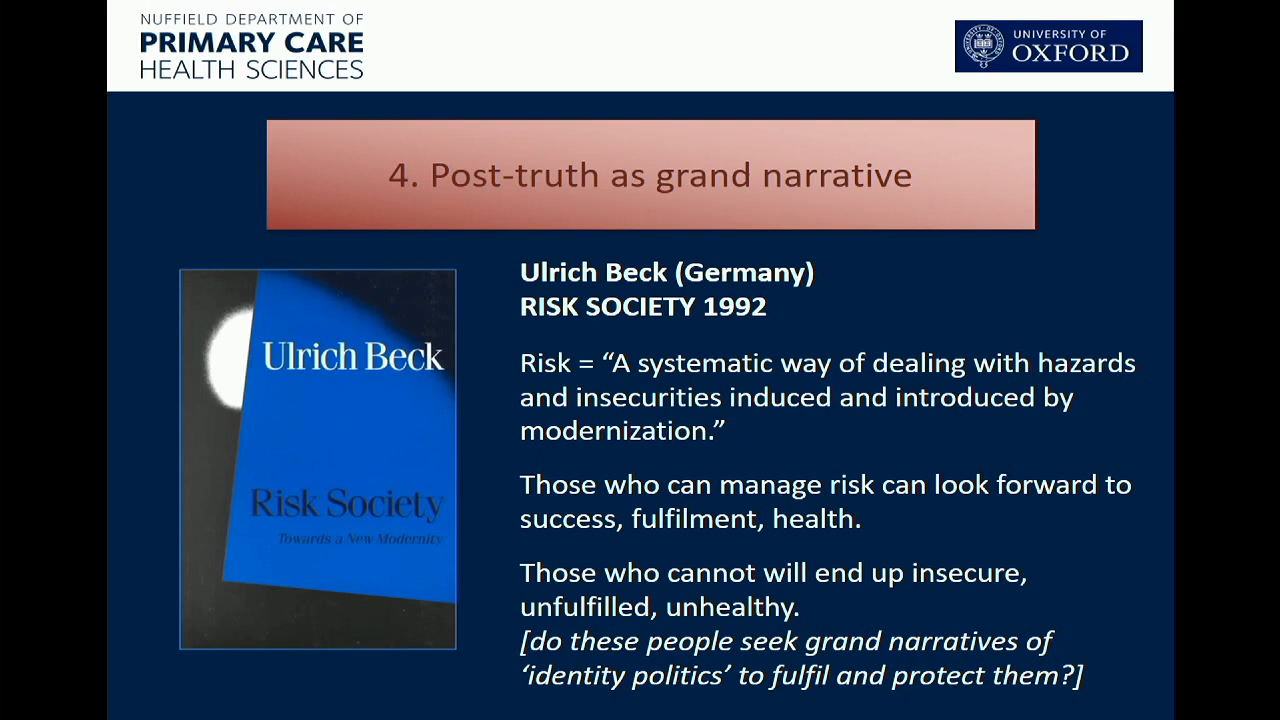 NUFFIELD DEPARTMENT OF
PRIMARY CARE
HEALTH SCIENCES
UNIVERSITY OF
OXFORD
4. Post-truth as grand narrative
Ulrich Beck
Risk Society
Towards a New Modernity
Ulrich Beck (Germany)
RISK SOCIETY 1992
Risk = “A systematic way of dealing with hazards
and insecurities induced and introduced by
modernization.”
Those who can manage risk can look forward to
success, fulfilment, health.
Those who cannot will end up insecure,
unfulfilled, unhealthy.
[do these people seek grand narratives of
‘identity politics’ to fulfil and protect them?]